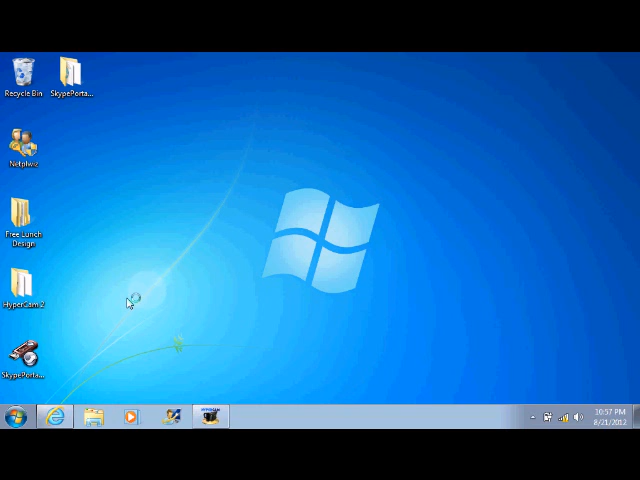 Recycle Bin
SkypePorta...
Netplwiz
Free Lunch
Design
HyperCam 2
SkypePorta...
10:57 PM
8/21/2012